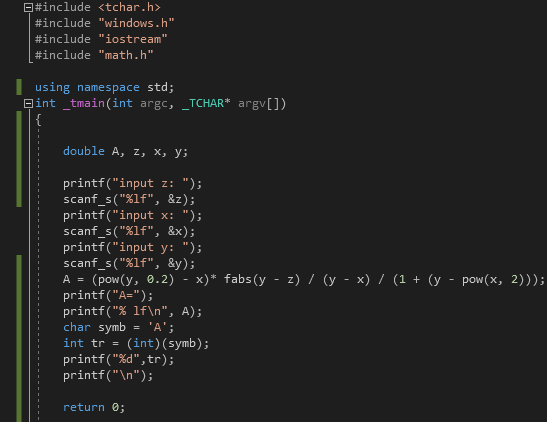 #include <tchar.h>
#include "windows.h"
#include "iostream"
#include "math.h"
using namespace std;
int _tmain(int argc, _TCHAR* argv[])
{
double A, z, x, y;
printf("input z: ");
scanf_s("%lf", &z);
printf("input x: ");
scanf_s("%lf", &x);
printf("input y: ");
scanf_s("%lf", &y);
A = (pow(y, 0.2) - x)* fabs(y - z) / (y - x) / (1 + (y - pow(x, 2)));
printf("A=");
printf("% lf\n", A);
char symb = 'A';
int tr = (int)(symb);
printf("%d",tr);
printf("\n");
return 0;